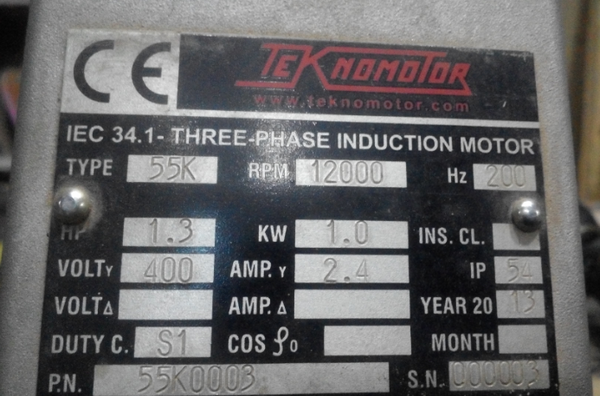 CE TEKNOMOTOR
www.teknomotor.com
IEC 34.1- THREE-PHASE INDUCTION MOTOR
TYPE 55K RPM 12000 Hz 200
HP 1.3 KW 1.0 INS. CL.
VOLT Y 400 AMP. Y 2.4 IP 54
VOLT Δ AMP. Δ YEAR 20 13
DUTY C. S1 COS φ0 MONTH
P.N. 55K0003 S.N. 000003